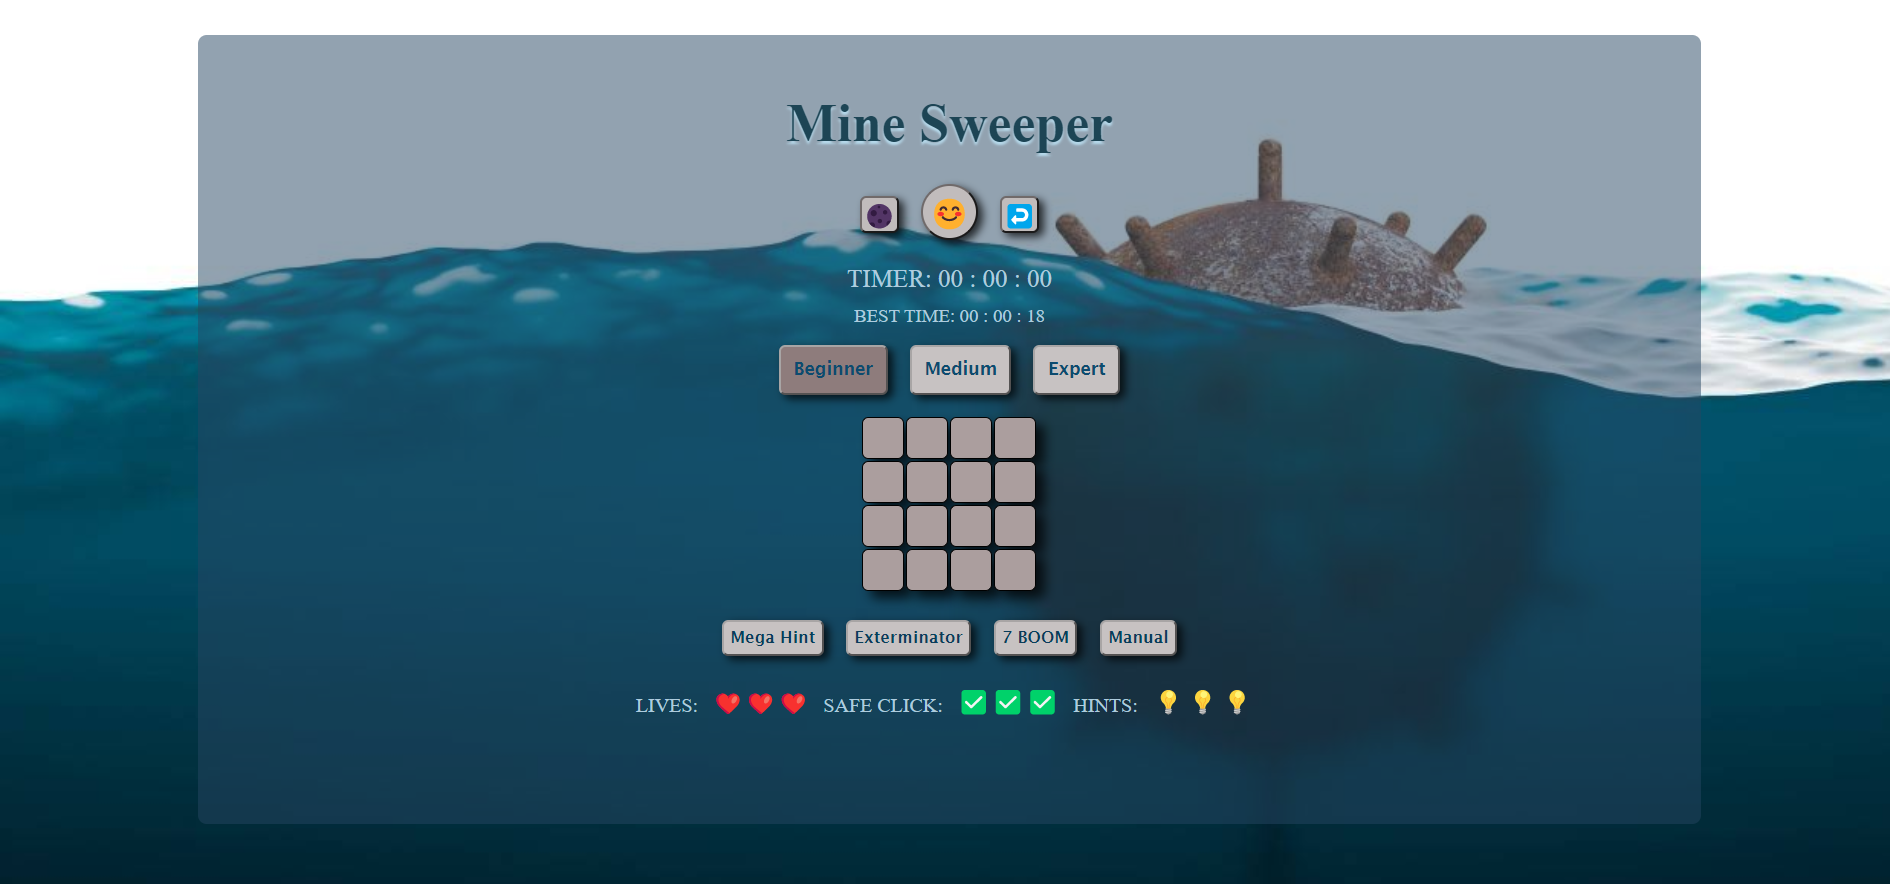 Mine Sweeper
TIMER: 00 : 00 : 00
BEST TIME: 00 : 00 : 18
Beginner Medium Expert
Mega Hint Exterminator 7 BOOM Manual
LIVES: SAFE CLICK: HINTS: